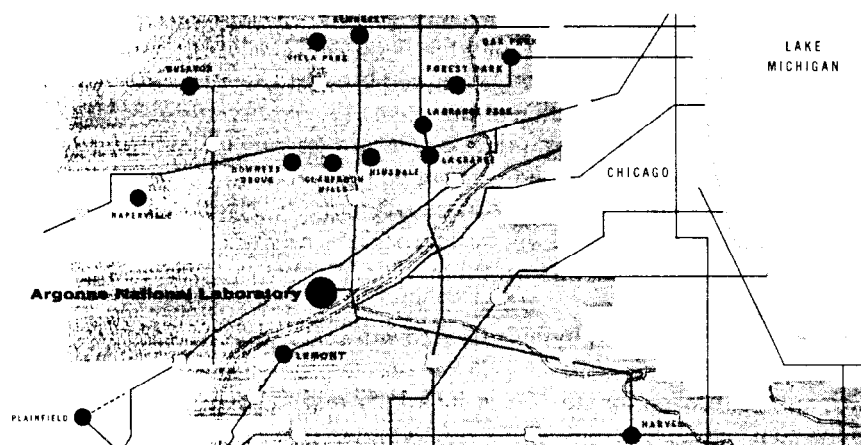 ELMHURST
LAKE
MICHIGAN
VILLA PARK
OAK PARK
WHEATON
FOREST PARK
LAGRANGE PARK
DOWNERS
GROVE
CLARENDON
HILLS
HINSDALE
LAGRANGE
CHICAGO
NAPERVILLE
Argonne National Laboratory
LEMONT
PLAINFIELD
HARVEY